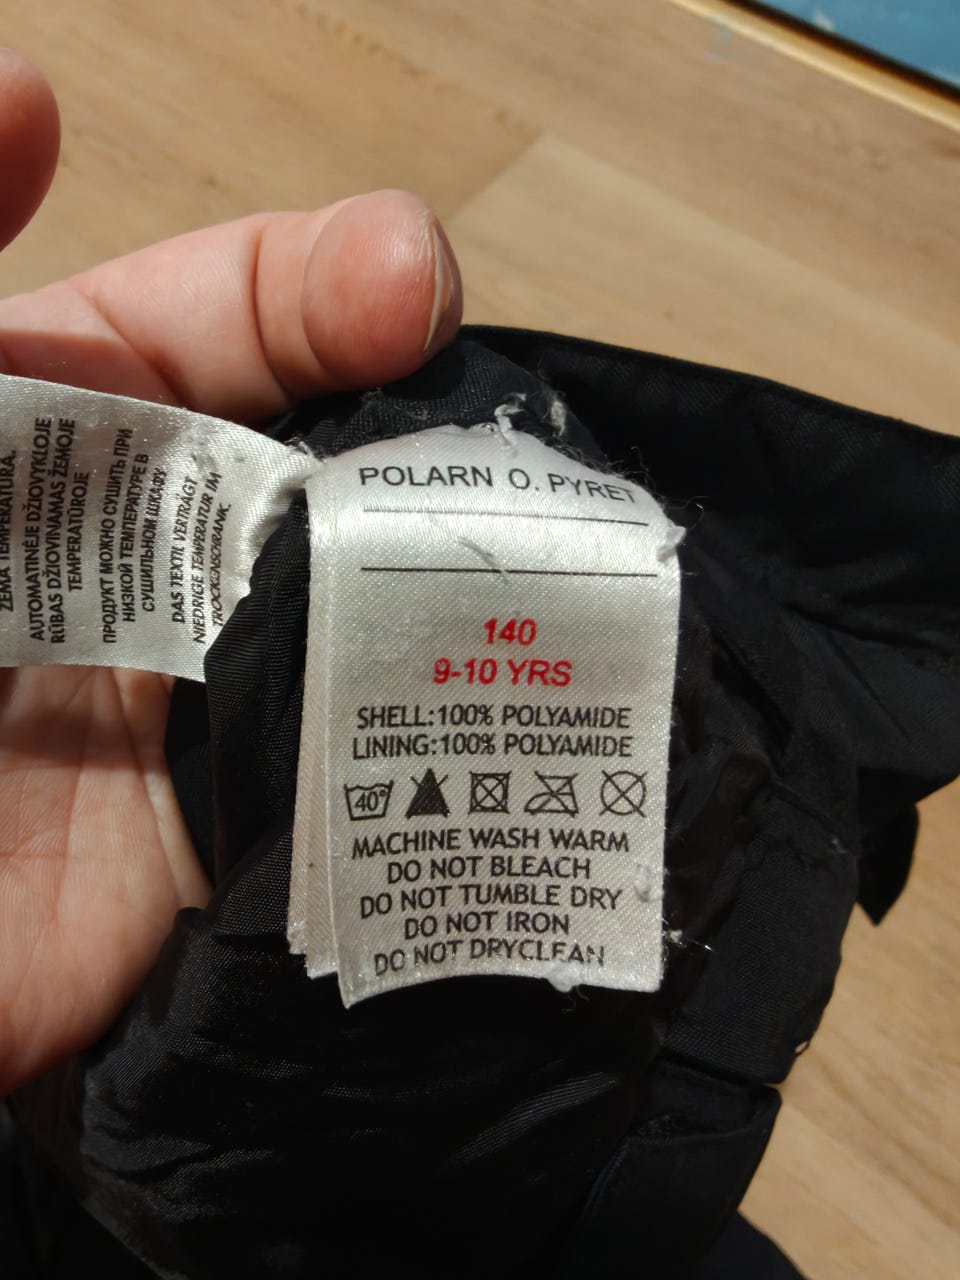 POLARN O. PYRET
140
9-10 YRS
SHELL:100% POLYAMIDE
LINING:100% POLYAMIDE
40°
MACHINE WASH WARM
DO NOT BLEACH
DO NOT TUMBLE DRY
DO NOT IRON
DO NOT DRYCLEAN
ŽEMA TEMPERATŪRA.
AUTOMATINĖJE DŽIOVYKLOJE
RŪBAS DŽIOVINAMAS ŽEMOJE
TEMPERATŪROJE
ПРОДУКТ МОЖНО СУШИТЬ ПРИ
НИЗКОЙ ТЕМПЕРАТУРЕ В
СУШИЛЬНОМ ШКАФУ
DAS TEXTIL VERTRÄGT
NIEDRIGE TEMPERATUR IM
TROCKENSCHRANK.